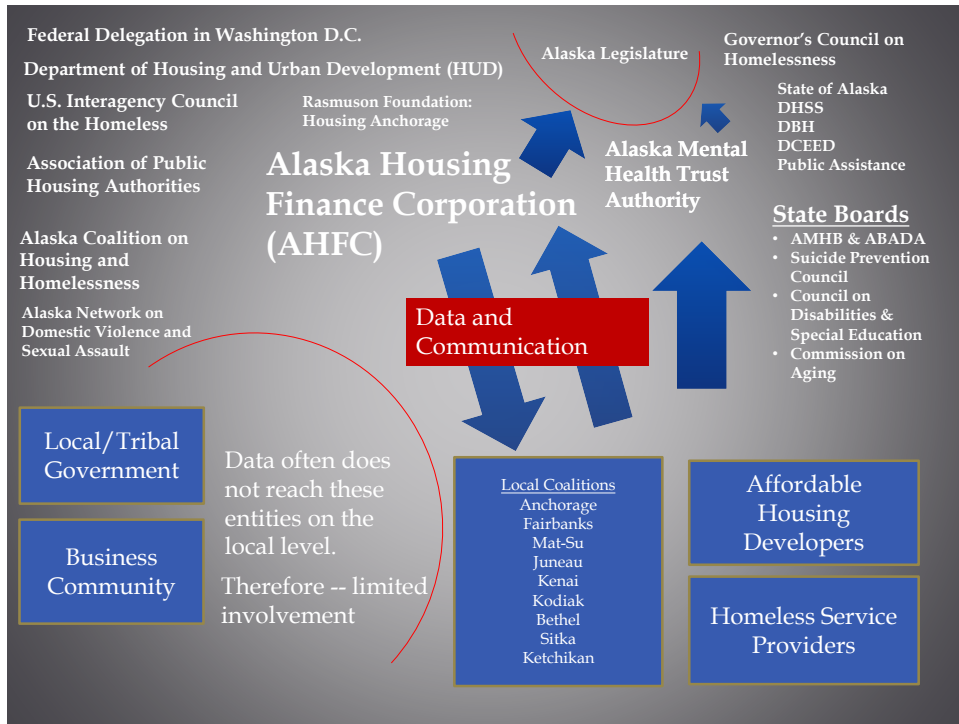 Federal Delegation in Washington D.C.
Department of Housing and Urban Development (HUD)
U.S. Interagency Council
on the Homeless
Rasmuson Foundation:
Housing Anchorage
Alaska Legislature
Governor's Council on
Homelessness
State of Alaska
DHSS
DBH
DCEED
Public Assistance
Association of Public
Housing Authorities
Alaska Housing
Finance Corporation
(AHFC)
Alaska Mental
Health Trust
Authority
State Boards
• AMHB & ABADA
• Suicide Prevention
Council
• Council on
Disabilities &
Special Education
• Commission on
Aging
Alaska Coalition on
Housing and
Homelessness
Alaska Network on
Domestic Violence and
Sexual Assault
Data and
Communication
Local/Tribal
Government
Business
Community
Data often does
not reach these
entities on the
local level.
Therefore -- limited
involvement
Local Coalitions
Anchorage
Fairbanks
Mat-Su
Juneau
Kenai
Kodiak
Bethel
Sitka
Ketchikan
Affordable
Housing
Developers
Homeless Service
Providers